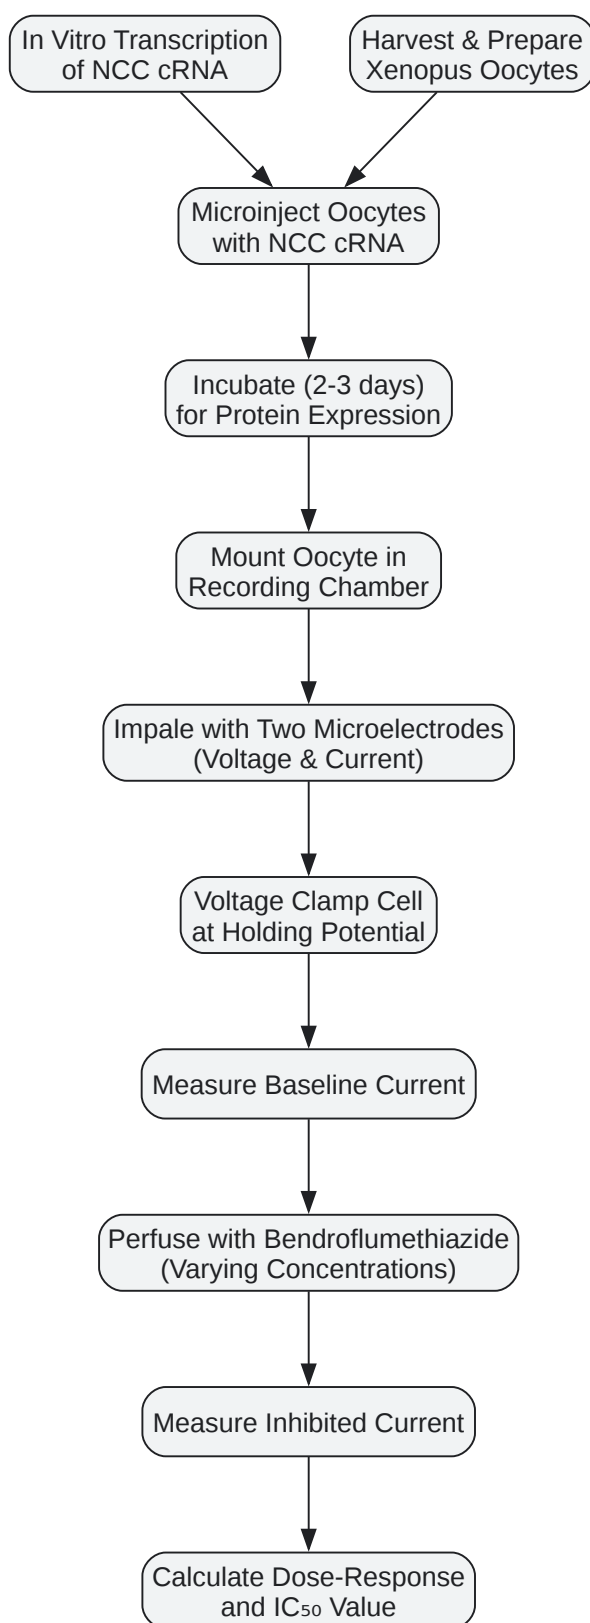 In Vitro Transcription
of NCC cRNA
Harvest & Prepare
Xenopus Oocytes
Microinject Oocytes
with NCC cRNA
Incubate (2-3 days)
for Protein Expression
Mount Oocyte in
Recording Chamber
Impale with Two Microelectrodes
(Voltage & Current)
Voltage Clamp Cell
at Holding Potential
Measure Baseline Current
Perfuse with Bendroflumethiazide
(Varying Concentrations)
Measure Inhibited Current
Calculate Dose-Response
and IC₅₀ Value